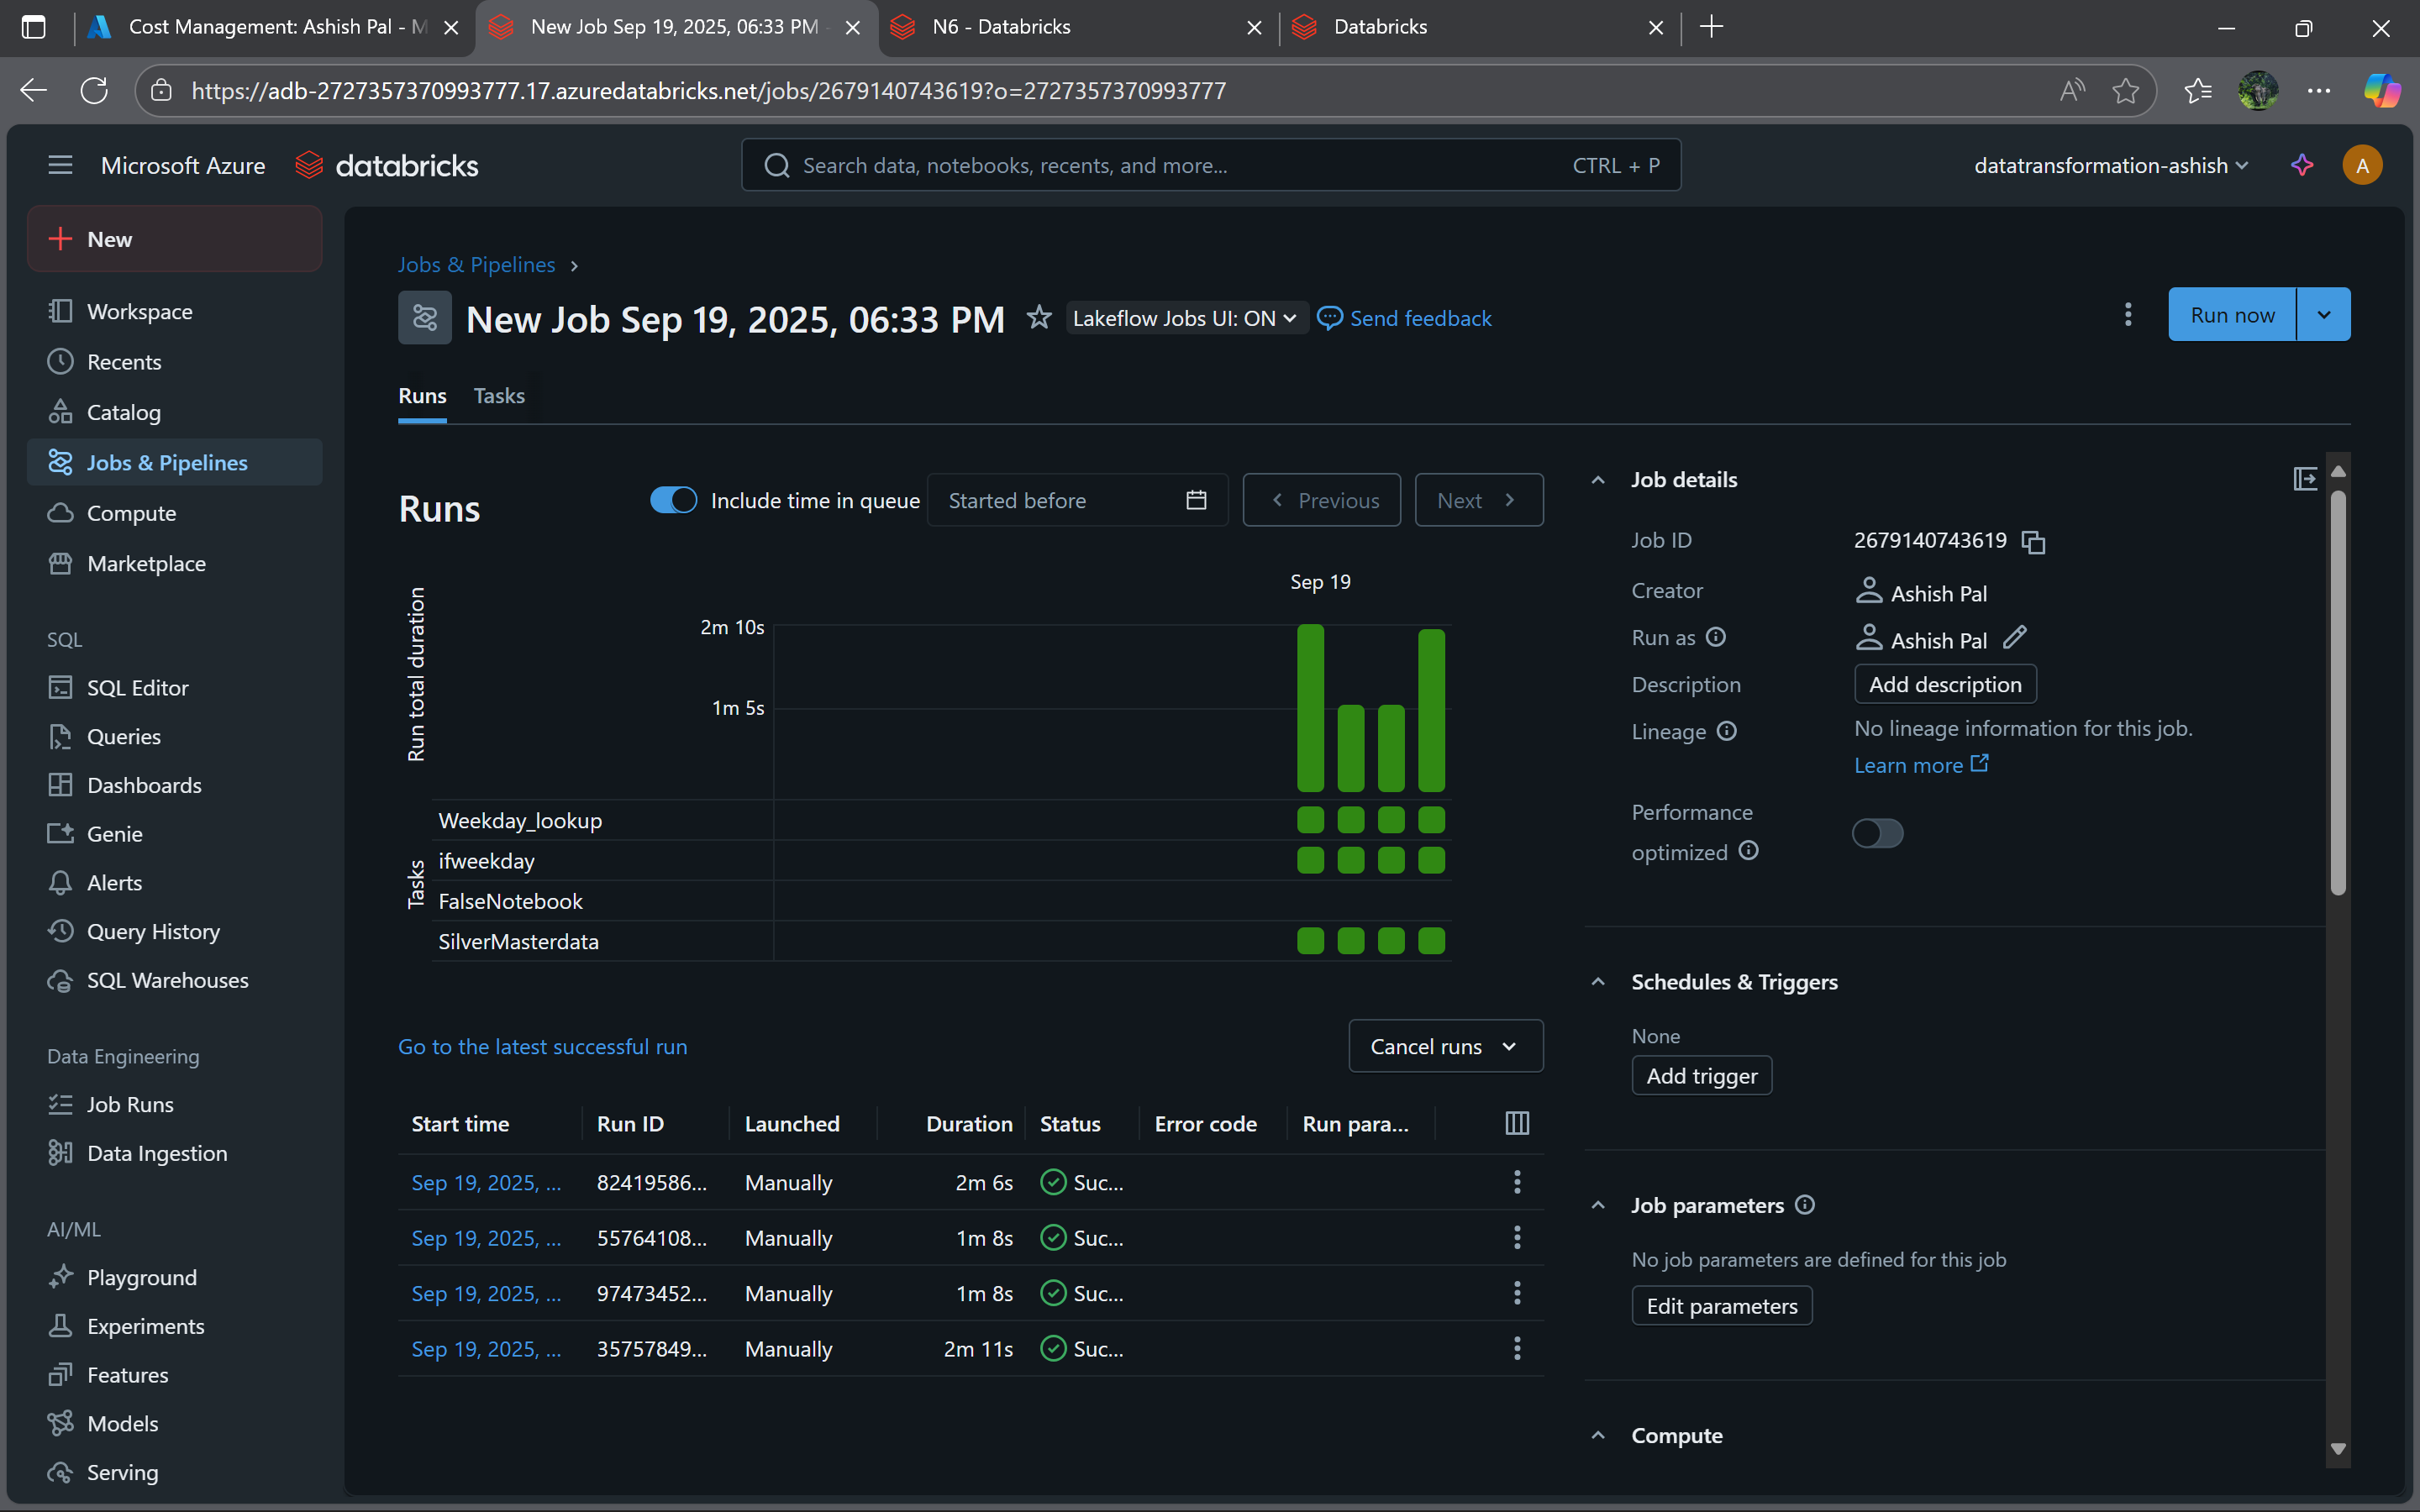 Cost Management: Ashish Pal - M
New Job Sep 19, 2025, 06:33 PM -
N6 - Databricks
Databricks
https://adb-2727357370993777.17.azuredatabricks.net/jobs/2679140743619?o=2727357370993777
Microsoft Azure
databricks
Search data, notebooks, recents, and more...
CTRL + P
datatransformation-ashish
A
New
Workspace
Recents
Catalog
Jobs & Pipelines
Compute
Marketplace
SQL
SQL Editor
Queries
Dashboards
Genie
Alerts
Query History
SQL Warehouses
Data Engineering
Job Runs
Data Ingestion
AI/ML
Playground
Experiments
Features
Models
Serving
Jobs & Pipelines
New Job Sep 19, 2025, 06:33 PM
Lakeflow Jobs UI: ON
Send feedback
Run now
Runs
Tasks
Runs
Include time in queue
Started before
Previous
Next
Sep 19
Run total duration
2m 10s
1m 5s
Tasks
Weekday_lookup
ifweekday
FalseNotebook
SilverMasterdata
Go to the latest successful run
Cancel runs
Start time Run ID Launched Duration Status Error code Run para...
Sep 19, 2025, ... 82419586... Manually 2m 6s Suc...
Sep 19, 2025, ... 55764108... Manually 1m 8s Suc...
Sep 19, 2025, ... 97473452... Manually 1m 8s Suc...
Sep 19, 2025, ... 35757849... Manually 2m 11s Suc...
Job details
Job ID 2679140743619
Creator Ashish Pal
Run as Ashish Pal
Description Add description
Lineage No lineage information for this job.
Learn more
Performance
optimized
Schedules & Triggers
None
Add trigger
Job parameters
No job parameters are defined for this job
Edit parameters
Compute